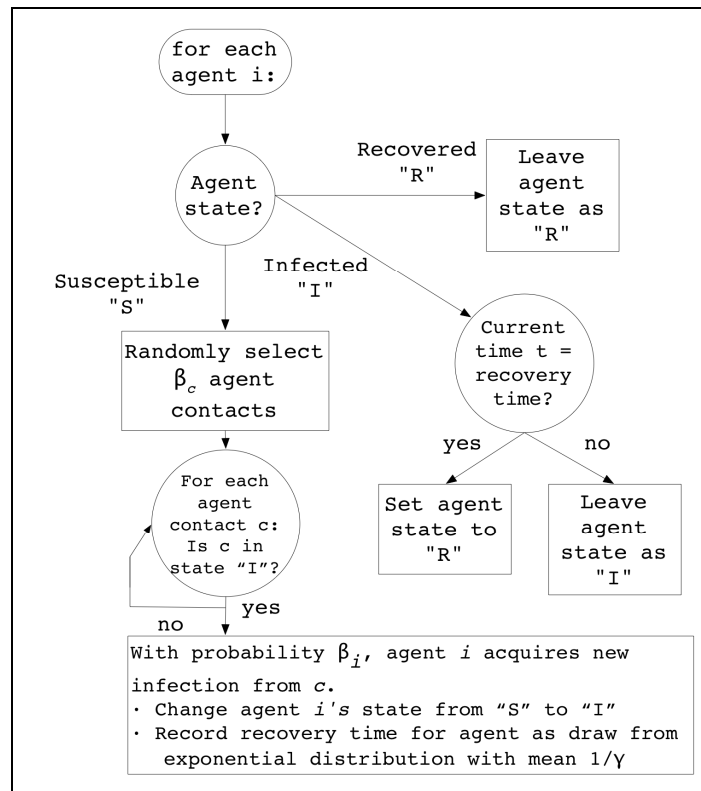 for each
agent i:
Agent
state?
Recovered
"R"
Leave
agent
state as
"R"
Susceptible
"S"
Infected
"I"
Randomly select
βc agent
contacts
Current
time t =
recovery
time?
For each
agent
contact c:
Is c in
state “I”?
yes
no
Set agent
state to
"R"
Leave
agent
state as
"I"
no
yes
With probability βi, agent i acquires new
infection from c.
· Change agent i's state from “S” to “I”
· Record recovery time for agent as draw from
exponential distribution with mean 1/γ